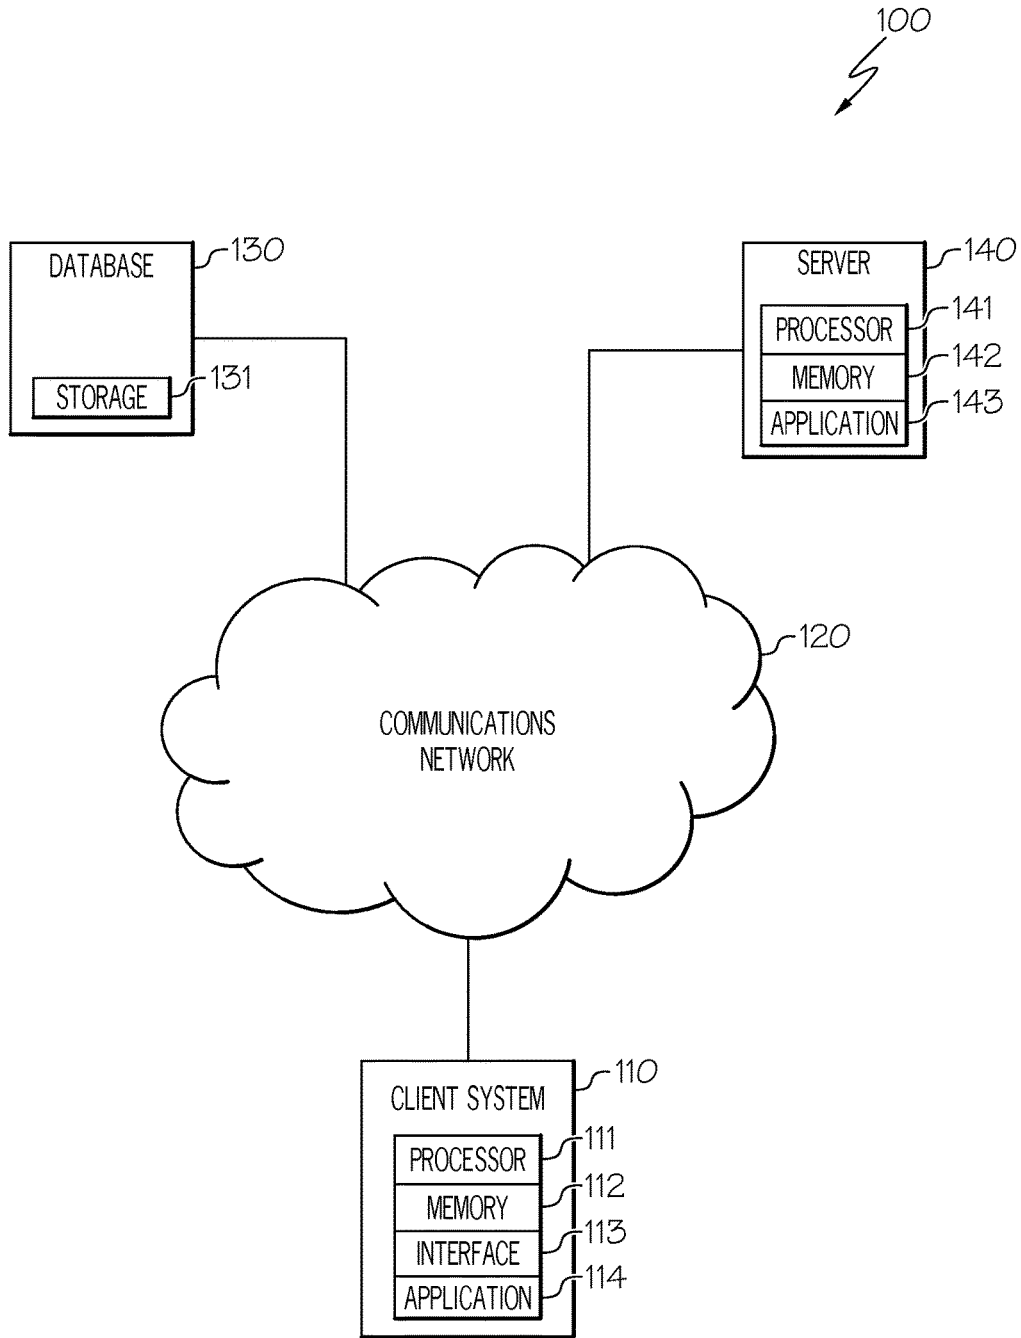 100
DATABASE
130
STORAGE
131
SERVER
140
PROCESSOR
141
MEMORY
142
APPLICATION
143
120
COMMUNICATIONS
NETWORK
CLIENT SYSTEM
110
PROCESSOR
111
MEMORY
112
INTERFACE
113
APPLICATION
114